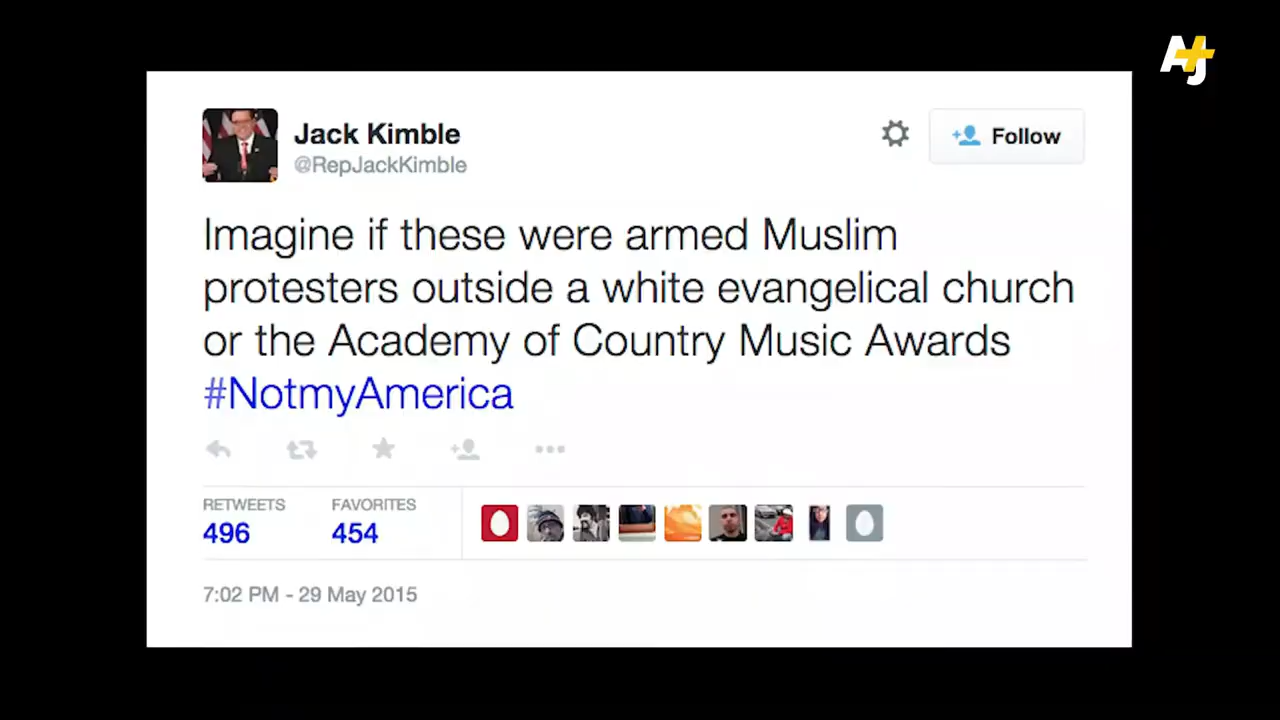 AJ+
Jack Kimble
@RepJackKimble
Follow
Imagine if these were armed Muslim
protesters outside a white evangelical church
or the Academy of Country Music Awards
#NotmyAmerica
RETWEETS
FAVORITES
496
454
7:02 PM - 29 May 2015